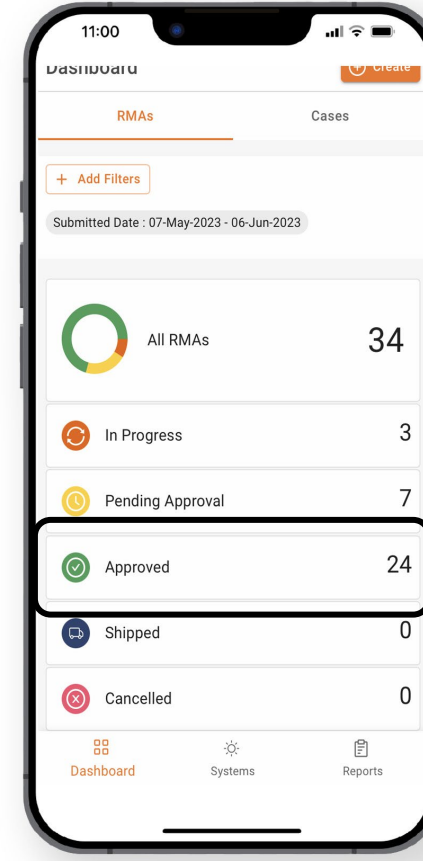 11:00
Dashboard
Create
RMAs Cases
+ Add Filters
Submitted Date : 07-May-2023 - 06-Jun-2023
All RMAs 34
In Progress 3
Pending Approval 7
Approved 24
Shipped 0
Cancelled 0
Dashboard Systems Reports